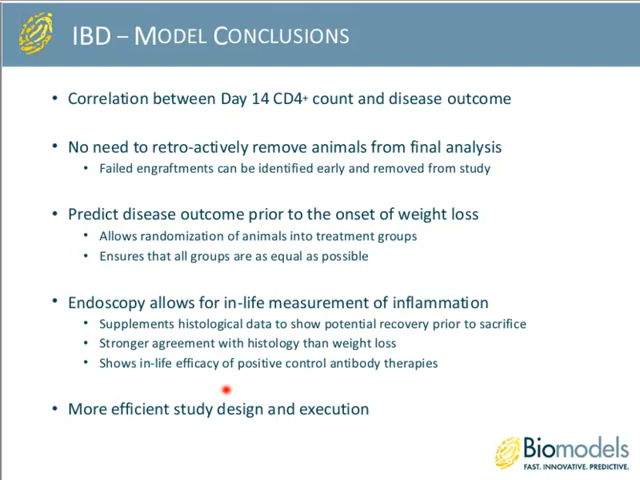 IBD – MODEL CONCLUSIONS
• Correlation between Day 14 CD4+ count and disease outcome
• No need to retro-actively remove animals from final analysis
• Failed engraftments can be identified early and removed from study
• Predict disease outcome prior to the onset of weight loss
• Allows randomization of animals into treatment groups
• Ensures that all groups are as equal as possible
• Endoscopy allows for in-life measurement of inflammation
• Supplements histological data to show potential recovery prior to sacrifice
• Stronger agreement with histology than weight loss
• Shows in-life efficacy of positive control antibody therapies
• More efficient study design and execution
Biomodels
FAST. INNOVATIVE. PREDICTIVE.